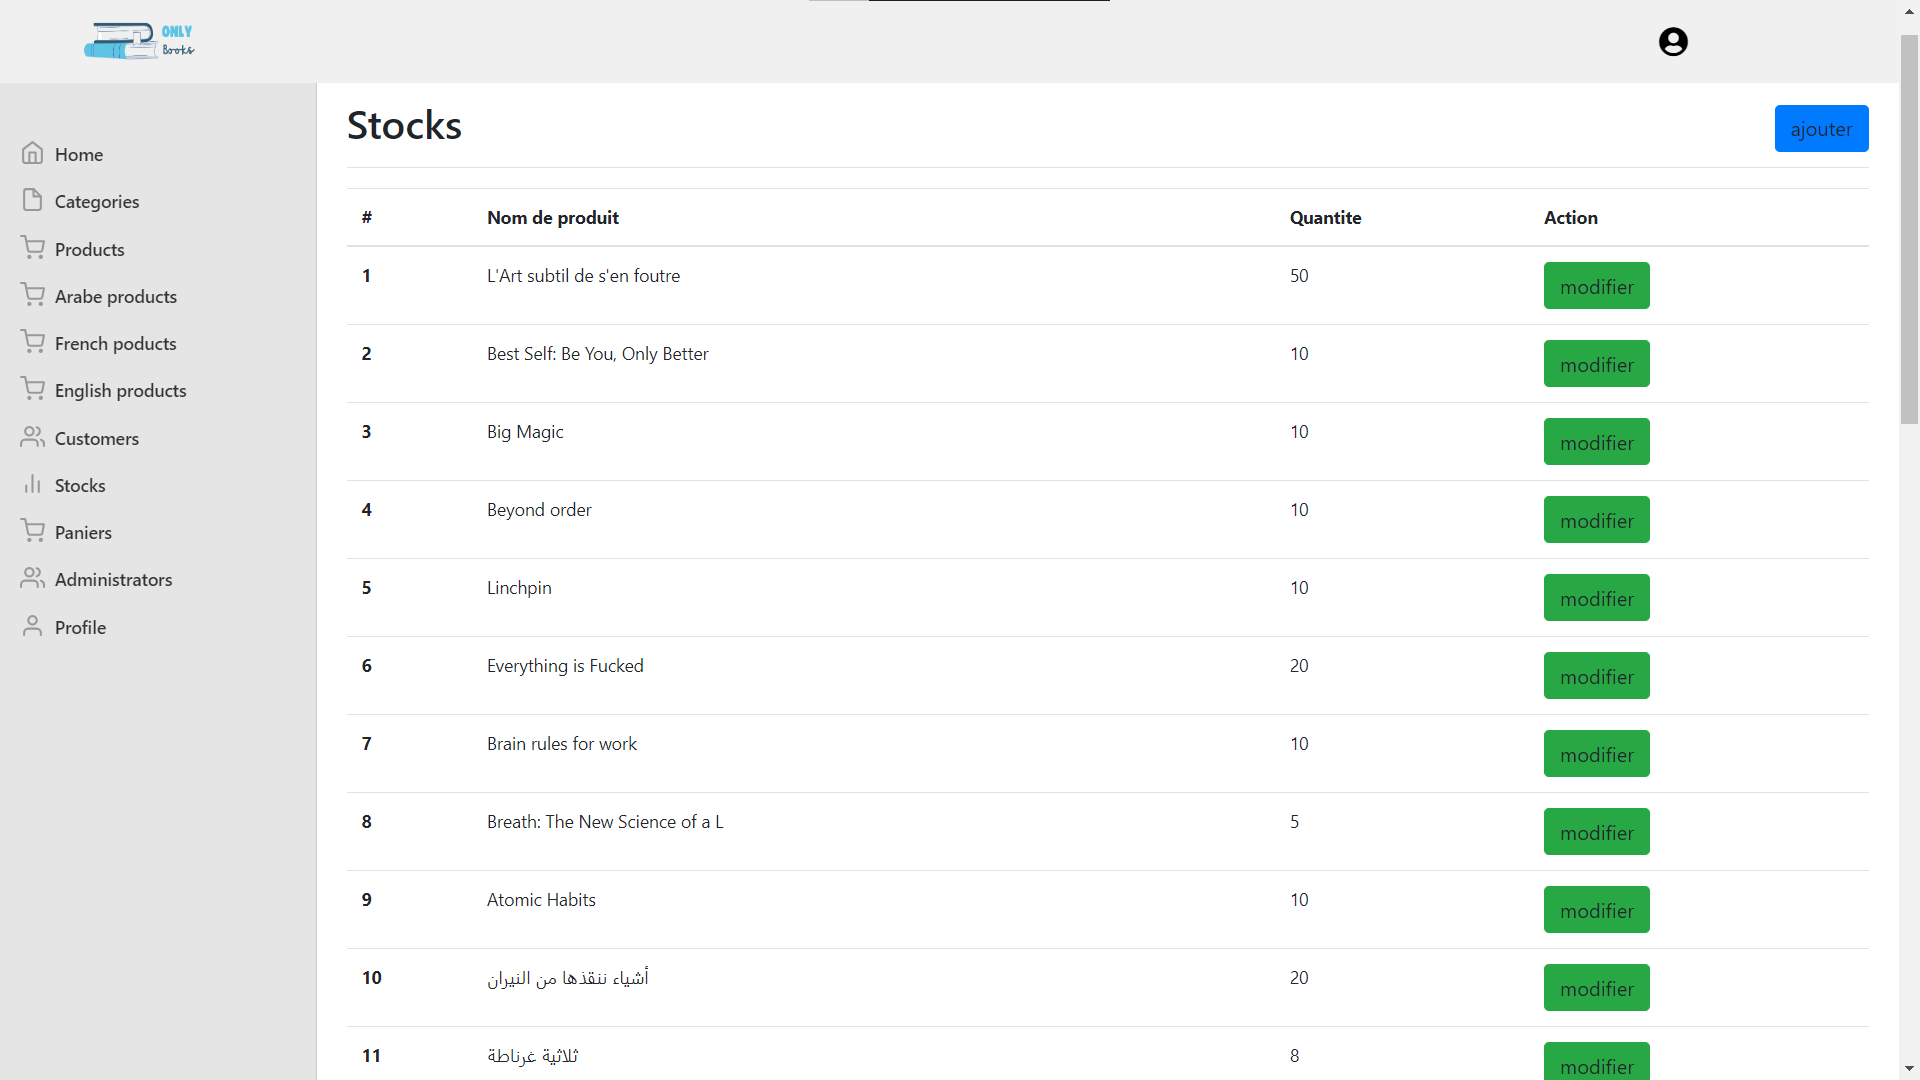 ONLY
Books
Home
Categories
Products
Arabe products
French poducts
English products
Customers
Stocks
Paniers
Administrators
Profile
Stocks
ajouter
# Nom de produit Quantite Action
1 L'Art subtil de s'en foutre 50 modifier
2 Best Self: Be You, Only Better 10 modifier
3 Big Magic 10 modifier
4 Beyond order 10 modifier
5 Linchpin 10 modifier
6 Everything is Fucked 20 modifier
7 Brain rules for work 10 modifier
8 Breath: The New Science of a L 5 modifier
9 Atomic Habits 10 modifier
10 أشياء ننقذها من النيران 20 modifier
11 ثلاثية غرناطة 8 modifier